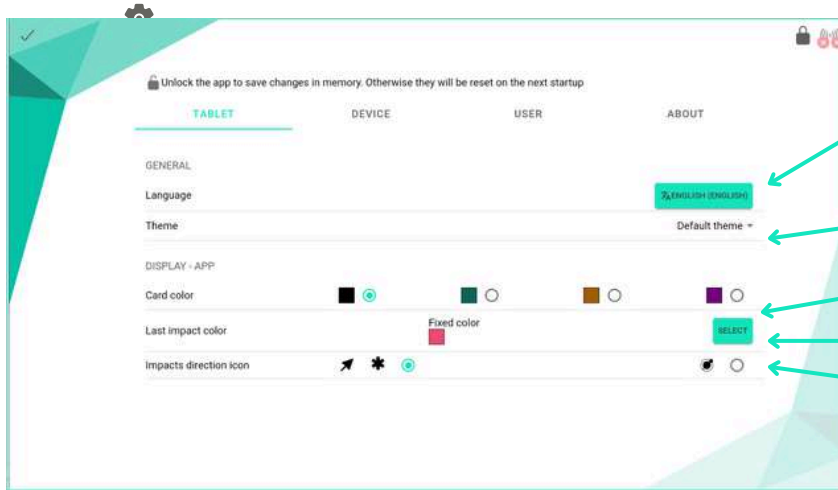 Unlock the app to save changes in memory. Otherwise they will be reset on the next startup
TABLET DEVICE USER ABOUT
GENERAL
Language ENGLISH (ENGLISH)
Theme Default theme
DISPLAY - APP
Card color
Fixed color
Last impact color SELECT
Impacts direction icon